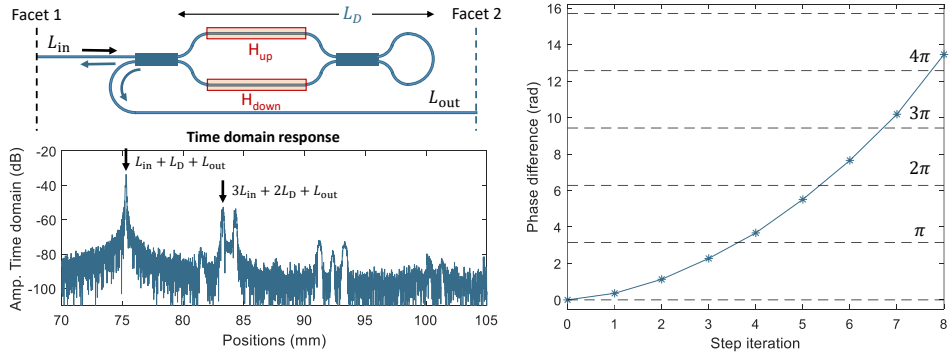 Facet 1
L_D
Facet 2
L_in
H_up
H_down
L_out
Time domain response
Amp. Time domain (dB)
-20
-40
-60
-80
-100
L_in + L_D + L_out
3L_in + 2L_D + L_out
70 75 80 85 90 95 100 105
Positions (mm)
Phase difference (rad)
16
14
12
10
8
6
4
2
0
4π
3π
2π
π
0 1 2 3 4 5 6 7 8
Step iteration